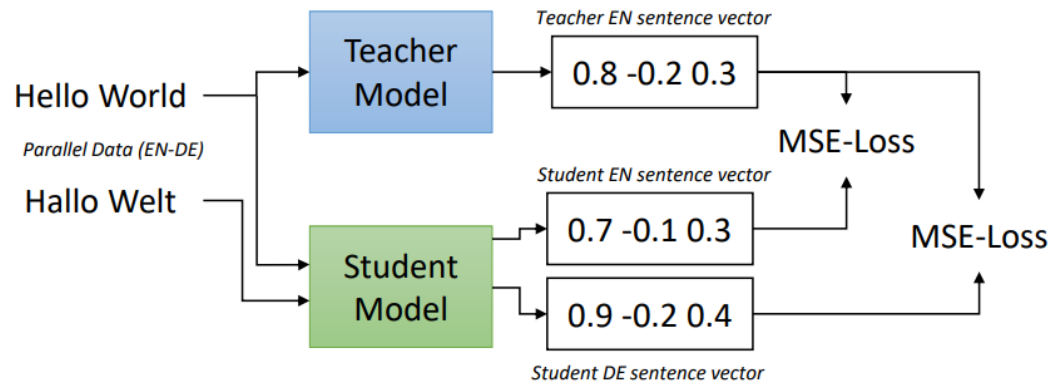 Teacher EN sentence vector
Teacher
Model
0.8 -0.2 0.3
Hello World
Parallel Data (EN-DE)
MSE-Loss
Hallo Welt
Student EN sentence vector
0.7 -0.1 0.3
MSE-Loss
Student
Model
0.9 -0.2 0.4
Student DE sentence vector